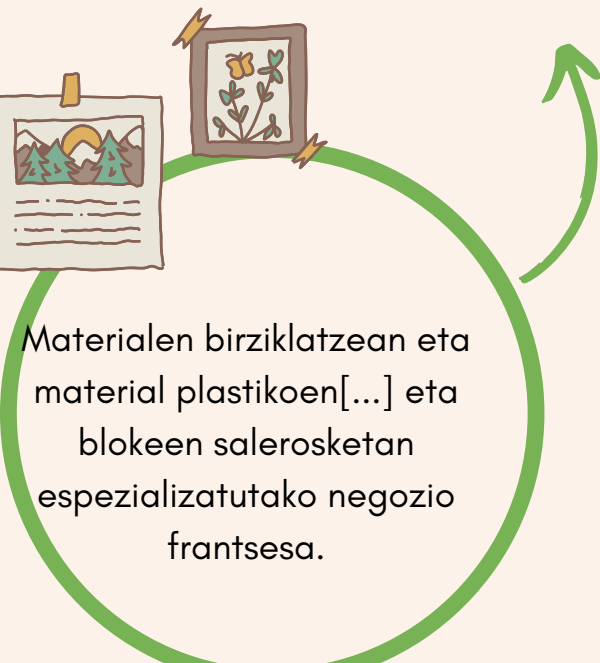 Materialen birziklatzean eta
material plastikoen[...] eta
blokeen salerosketan
espezializatutako negozio
frantsesa.